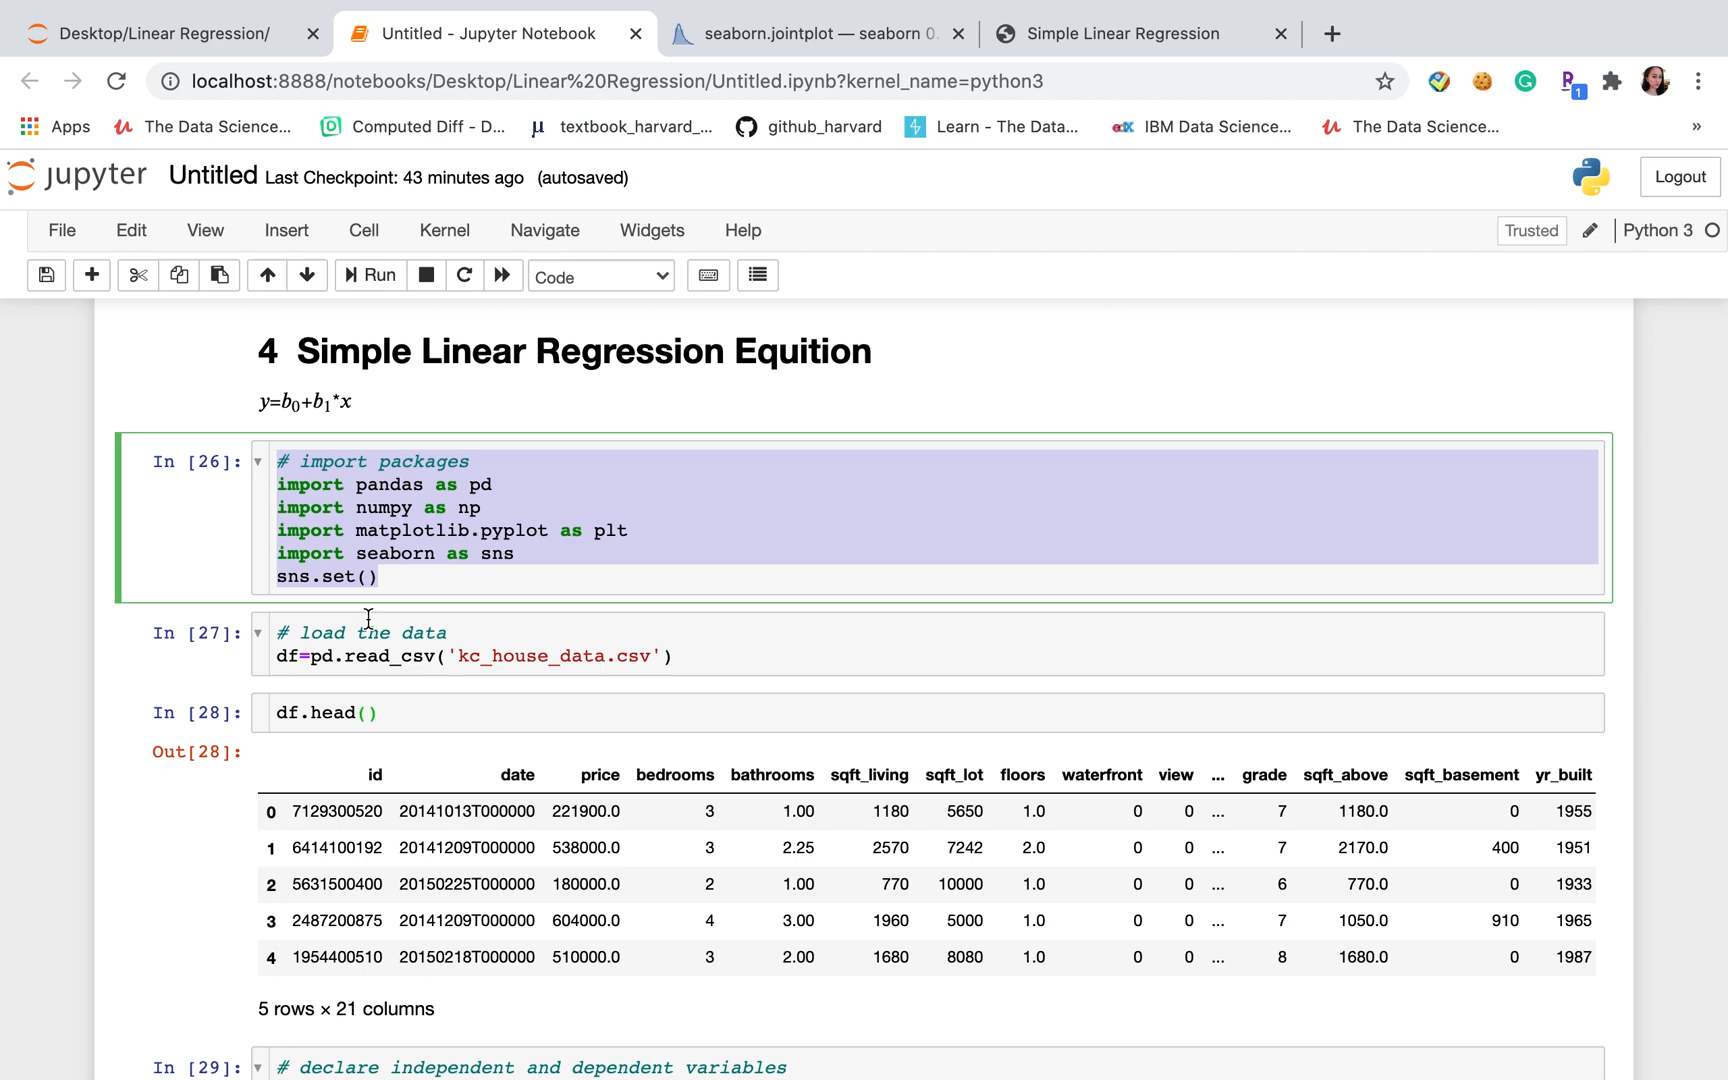 Desktop/Linear Regression/
Untitled - Jupyter Notebook
seaborn.jointplot — seaborn 0.
Simple Linear Regression
localhost:8888/notebooks/Desktop/Linear%20Regression/Untitled.ipynb?kernel_name=python3
1
Apps
The Data Science...
Computed Diff - D...
textbook_harvard_...
github_harvard
Learn - The Data...
IBM Data Science...
The Data Science...
»
jupyter Untitled Last Checkpoint: 43 minutes ago (autosaved)
Logout
File Edit View Insert Cell Kernel Navigate Widgets Help
Trusted Python 3
Run Code
4 Simple Linear Regression Equition
y=b0+b1*x
In [26]: # import packages
import pandas as pd
import numpy as np
import matplotlib.pyplot as plt
import seaborn as sns
sns.set()
In [27]: # load the data
df=pd.read_csv('kc_house_data.csv')
In [28]: df.head()
Out[28]:
id date price bedrooms bathrooms sqft_living sqft_lot floors waterfront view ... grade sqft_above sqft_basement yr_built
0 7129300520 20141013T000000 221900.0 3 1.00 1180 5650 1.0 0 0 ... 7 1180.0 0 1955
1 6414100192 20141209T000000 538000.0 3 2.25 2570 7242 2.0 0 0 ... 7 2170.0 400 1951
2 5631500400 20150225T000000 180000.0 2 1.00 770 10000 1.0 0 0 ... 6 770.0 0 1933
3 2487200875 20141209T000000 604000.0 4 3.00 1960 5000 1.0 0 0 ... 7 1050.0 910 1965
4 1954400510 20150218T000000 510000.0 3 2.00 1680 8080 1.0 0 0 ... 8 1680.0 0 1987
5 rows × 21 columns
In [29]: # declare independent and dependent variables